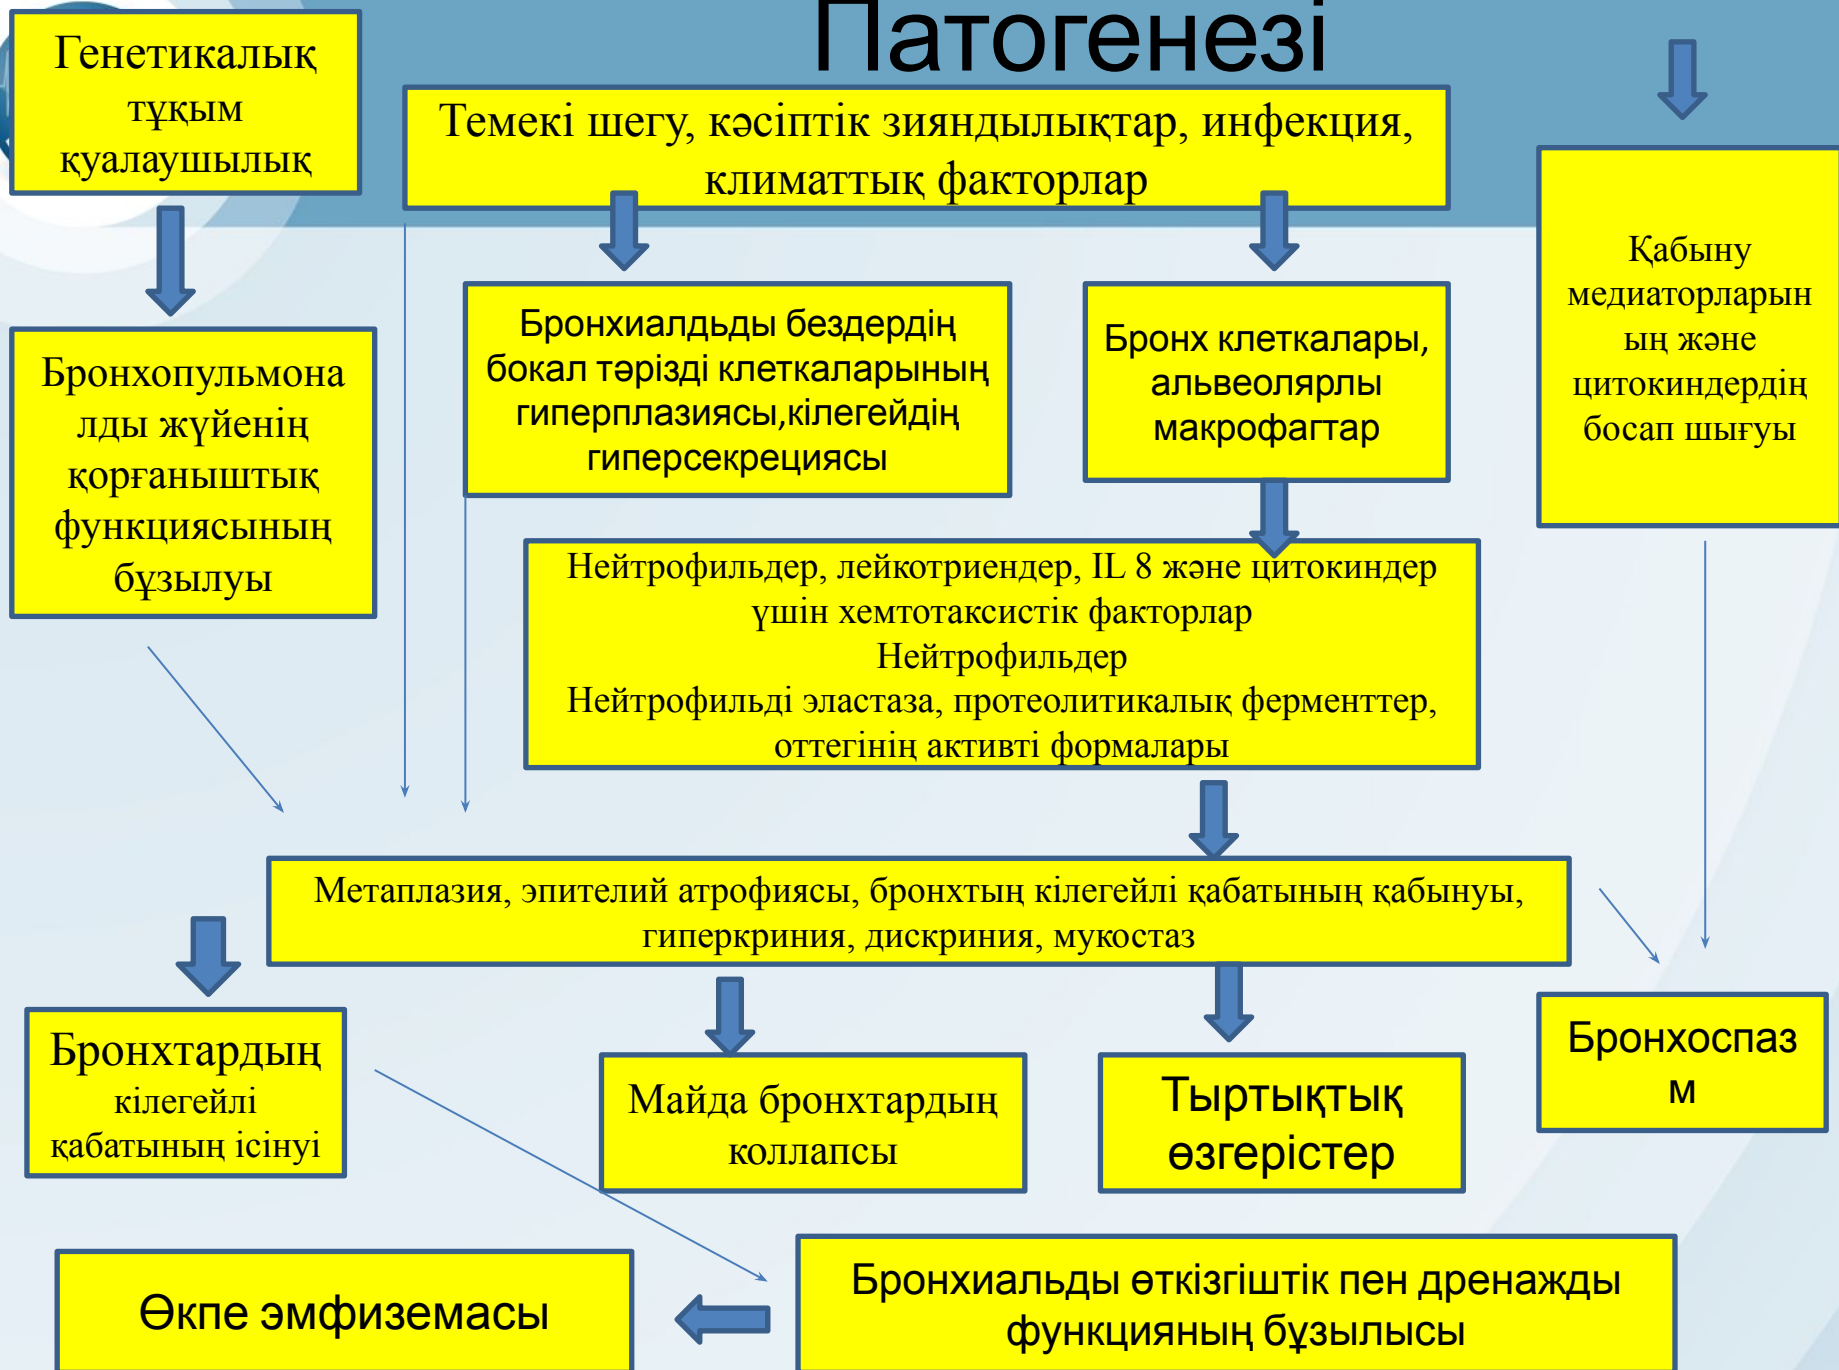 Патогенезі
Генетикалық
тұқым
қуалаушылық
Темекі шегу, кәсіптік зияндылықтар, инфекция,
климаттық факторлар
Қабыну
медиаторларын
ың және
цитокиндердің
босап шығуы
Бронхопульмона
лды жүйенің
қорғаныштық
функциясының
бұзылуы
Бронхиалдьды бездердің
бокал тәрізді клеткаларының
гиперплазиясы,кілегейдің
гиперсекрециясы
Бронх клеткалары,
альвеолярлы
макрофагтар
Нейтрофильдер, лейкотриендер, IL 8 және цитокиндер
үшін хемтотаксистік факторлар
Нейтрофильдер
Нейтрофильді эластаза, протеолитикалық ферменттер,
оттегінің активті формалары
Метаплазия, эпителий атрофиясы, бронхтың кілегейлі қабатының қабынуы,
гиперкриния, дискриния, мукостаз
Бронхтардың
кілегейлі
қабатының ісінуі
Майда бронхтардың
коллапсы
Тыртықтық
өзгерістер
Бронхоспаз
м
Өкпе эмфиземасы
Бронхиальды өткізгіштік пен дренажды
функцияның бұзылысы